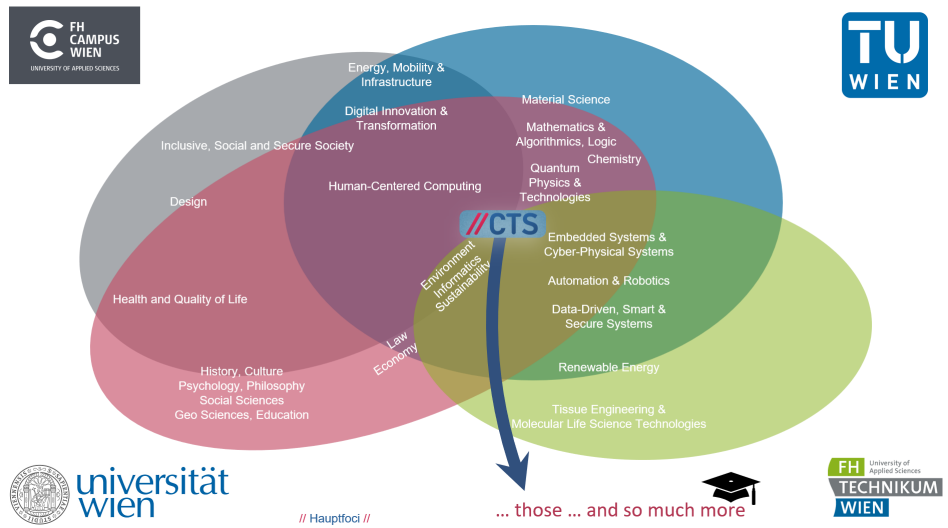 FH
CAMPUS
WIEN
UNIVERSITY OF APPLIED SCIENCES
TU
WIEN
Energy, Mobility &
Infrastructure
Digital Innovation &
Transformation
Material Science
Mathematics &
Algorithmics, Logic
Chemistry
Quantum
Physics &
Technologies
Inclusive, Social and Secure Society
Human-Centered Computing
Design
//CTS
Environment
Informatics
Sustainability
Embedded Systems &
Cyber-Physical Systems
Automation & Robotics
Data-Driven, Smart &
Secure Systems
Health and Quality of Life
Law
Economy
Renewable Energy
History, Culture
Psychology, Philosophy
Social Sciences
Geo Sciences, Education
Tissue Engineering &
Molecular Life Science Technologies
universität
wien
// Hauptfoci //
... those ... and so much more
FH
University of
Applied Sciences
TECHNIKUM
WIEN